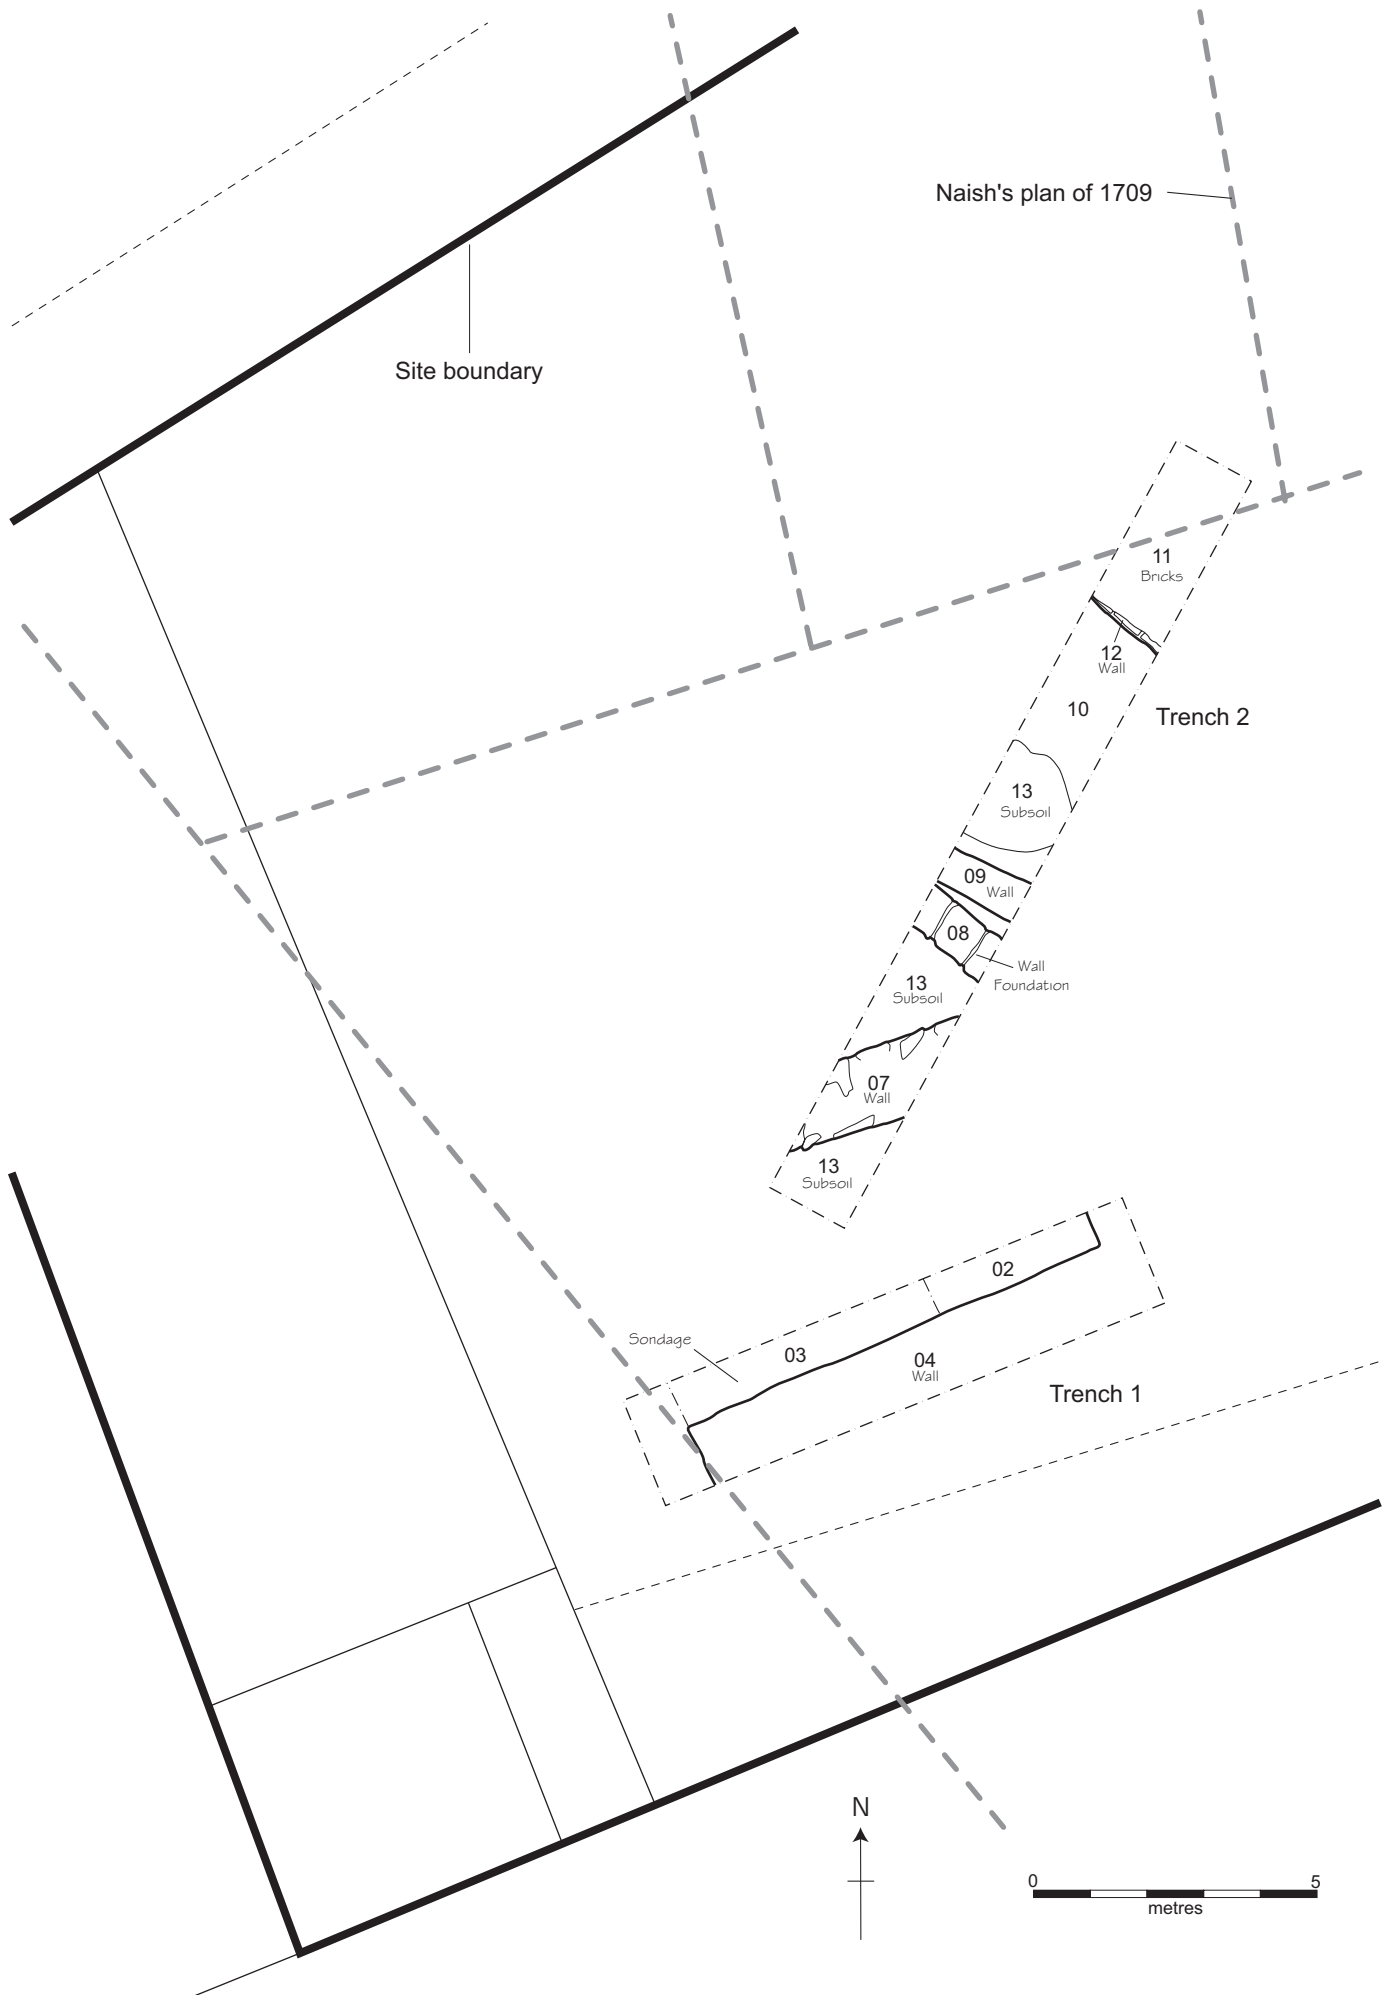 Naish's plan of 1709
Site boundary
11
Bricks
12
Wall
10
Trench 2
13
Subsoil
09
Wall
08
Wall
Foundation
13
Subsoil
07
Wall
13
Subsoil
02
Sondage
03
04
Wall
Trench 1
N
0 5
metres